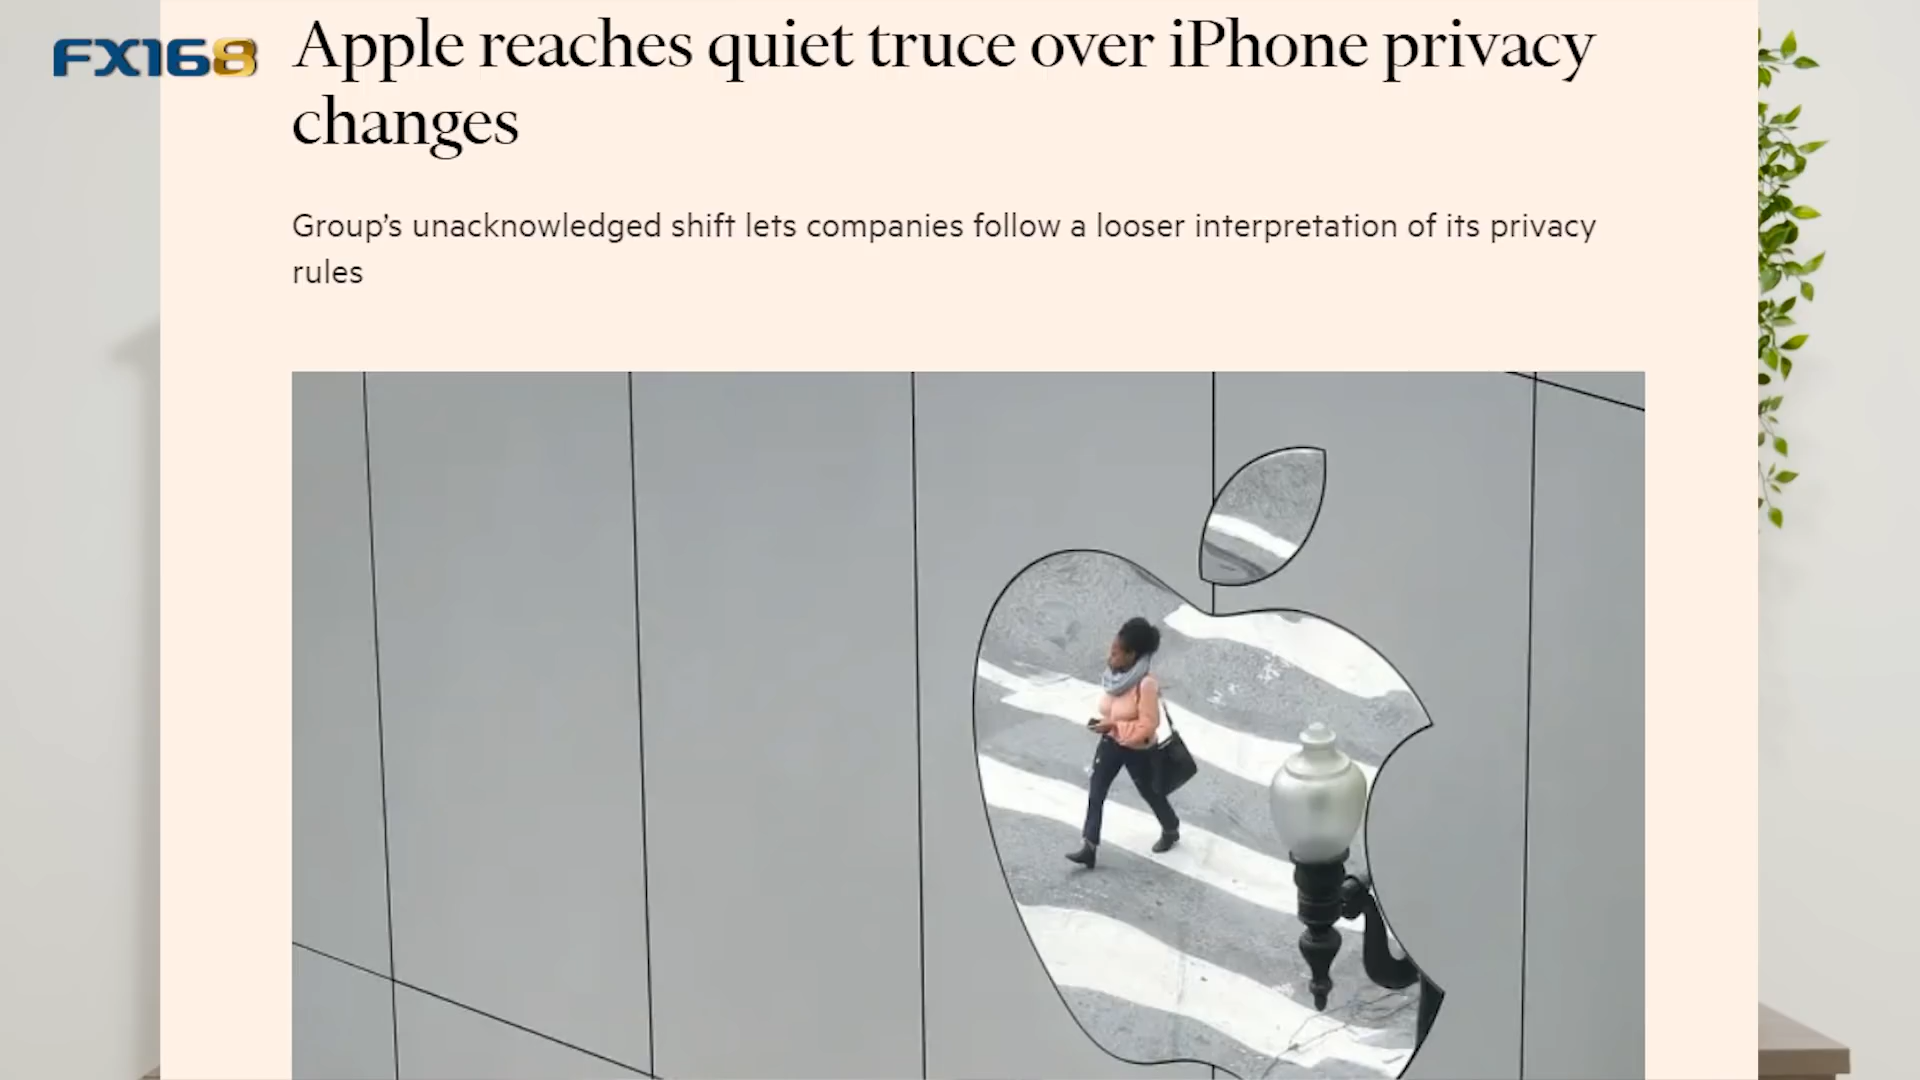 FX168
Apple reaches quiet truce over iPhone privacy
changes
Group’s unacknowledged shift lets companies follow a looser interpretation of its privacy
rules